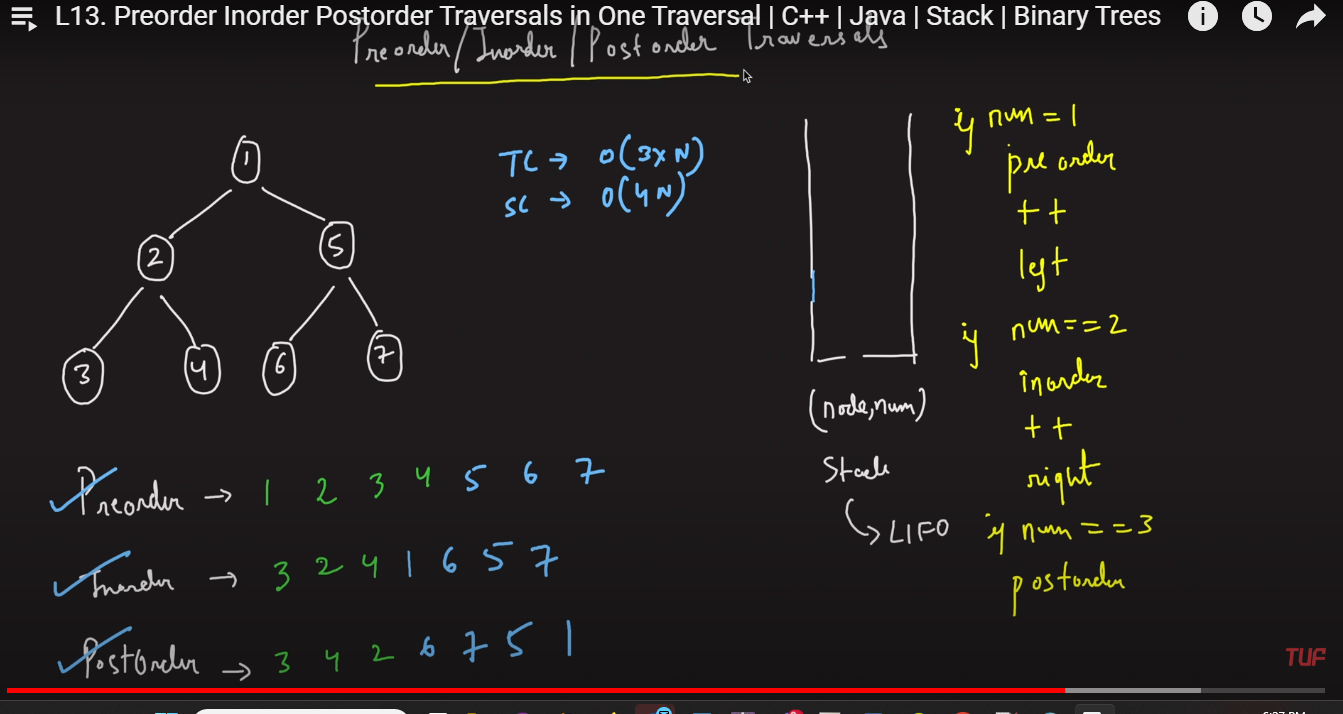 L13. Preorder Inorder Postorder Traversals in One Traversal | C++ | Java | Stack | Binary Trees
Preorder/Inorder/Postorder Traversals
1
2 5
3 4 6 7
TC → O(3×N)
SC → O(4N)
(node,num)
Stack
↳ LIFO
if num = 1
preorder
++
left
if num == 2
inorder
++
right
if num == 3
postorder
Preorder → 1 2 3 4 5 6 7
Inorder → 3 2 4 1 6 5 7
PostOrder → 3 4 2 6 7 5 1
TUF